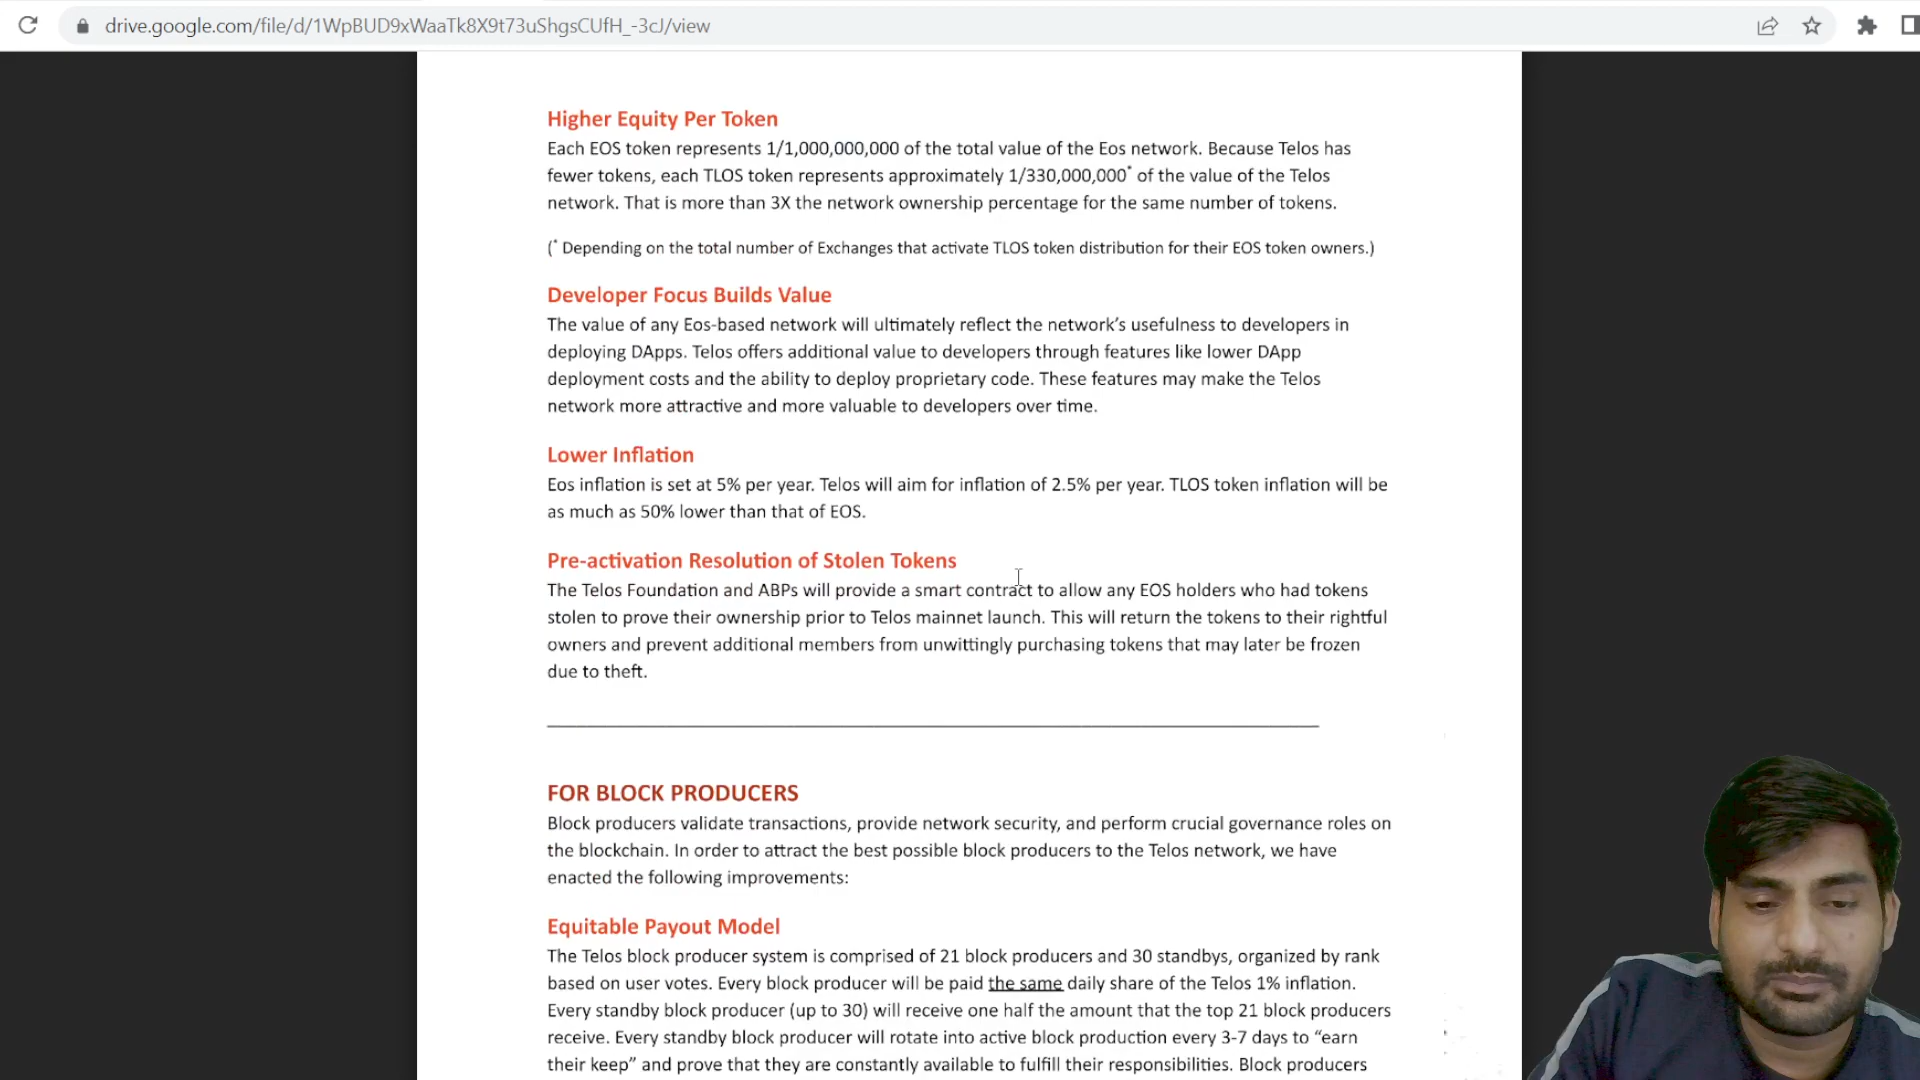 drive.google.com/file/d/1WpBUD9xWaaTk8X9t73uShgsCUfH_-3cJ/view
Higher Equity Per Token
Each EOS token represents 1/1,000,000,000 of the total value of the Eos network. Because Telos has
fewer tokens, each TLOS token represents approximately 1/330,000,000* of the value of the Telos
network. That is more than 3X the network ownership percentage for the same number of tokens.
(* Depending on the total number of Exchanges that activate TLOS token distribution for their EOS token owners.)
Developer Focus Builds Value
The value of any Eos-based network will ultimately reflect the network’s usefulness to developers in
deploying DApps. Telos offers additional value to developers through features like lower DApp
deployment costs and the ability to deploy proprietary code. These features may make the Telos
network more attractive and more valuable to developers over time.
Lower Inflation
Eos inflation is set at 5% per year. Telos will aim for inflation of 2.5% per year. TLOS token inflation will be
as much as 50% lower than that of EOS.
Pre-activation Resolution of Stolen Tokens
The Telos Foundation and ABPs will provide a smart contract to allow any EOS holders who had tokens
stolen to prove their ownership prior to Telos mainnet launch. This will return the tokens to their rightful
owners and prevent additional members from unwittingly purchasing tokens that may later be frozen
due to theft.
FOR BLOCK PRODUCERS
Block producers validate transactions, provide network security, and perform crucial governance roles on
the blockchain. In order to attract the best possible block producers to the Telos network, we have
enacted the following improvements:
Equitable Payout Model
The Telos block producer system is comprised of 21 block producers and 30 standbys, organized by rank
based on user votes. Every block producer will be paid the same daily share of the Telos 1% inflation.
Every standby block producer (up to 30) will receive one half the amount that the top 21 block producers
receive. Every standby block producer will rotate into active block production every 3-7 days to “earn
their keep” and prove that they are constantly available to fulfill their responsibilities. Block producers